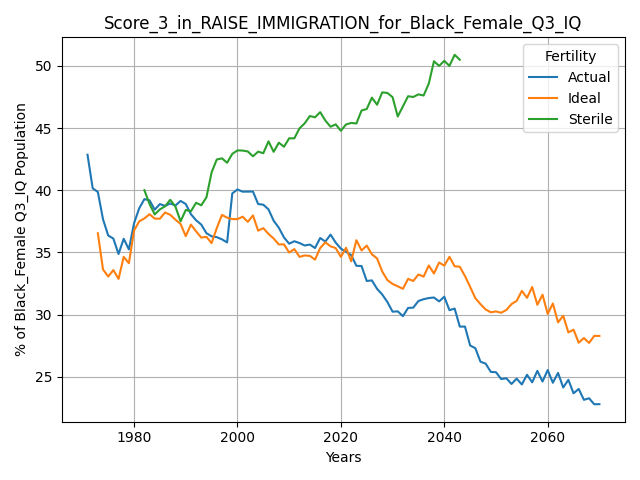 Score_3_in_RAISE_IMMIGRATION_for_Black_Female_Q3_IQ
Fertility
Actual
Ideal
Sterile
% of Black_Female Q3_IQ Population
50
45
40
35
30
25
1980
2000
2020
2040
2060
Years